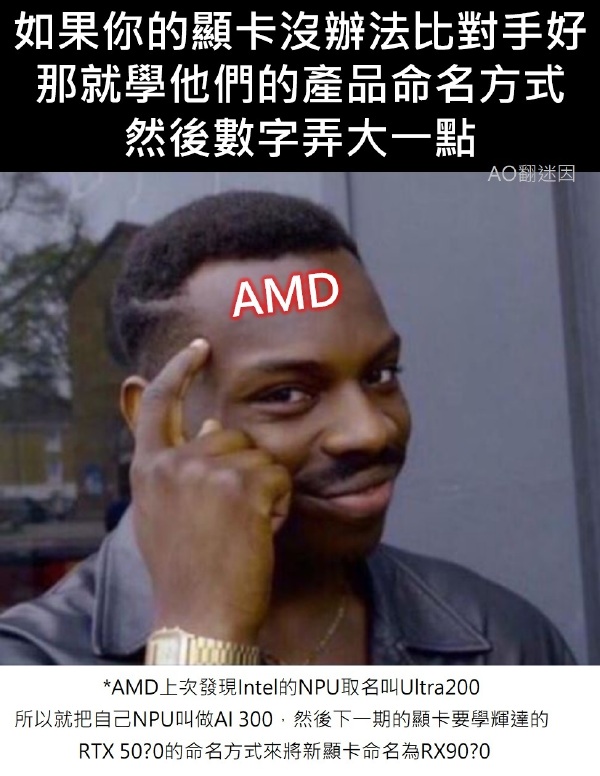 如果你的顯卡沒辦法比對手好
那就學他們的產品命名方式
然後數字弄大一點
AO翻迷因
AMD
*AMD上次發現Intel的NPU取名叫Ultra200
所以就把自己NPU叫做AI 300，然後下一期的顯卡要學輝達的
RTX 50?0的命名方式來將新顯卡命名為RX90?0